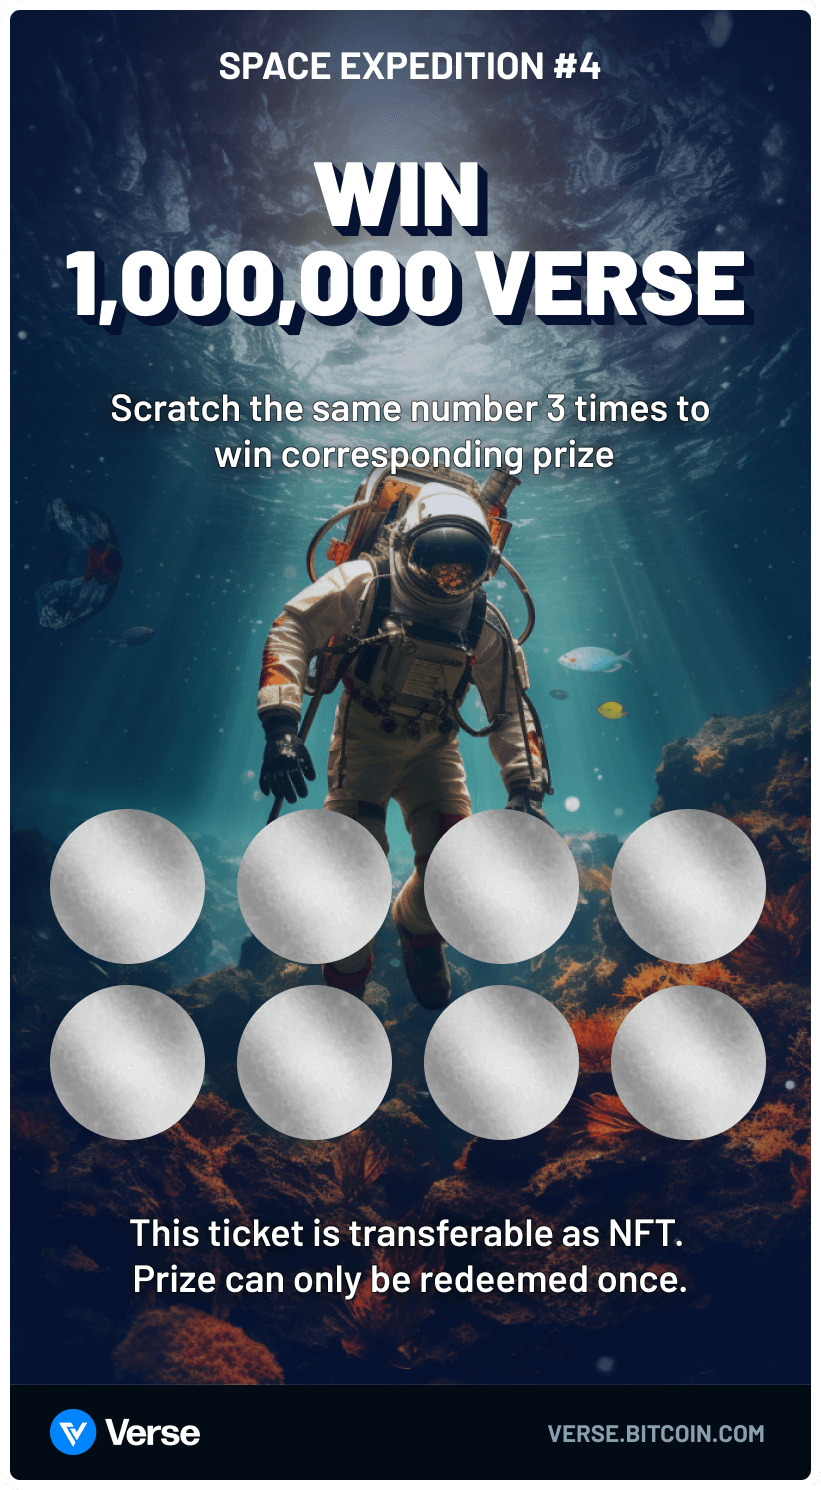 SPACE EXPEDITION #4
WIN
1,000,000 VERSE
Scratch the same number 3 times to
win corresponding prize
This ticket is transferable as NFT.
Prize can only be redeemed once.
Verse
VERSE.BITCOIN.COM